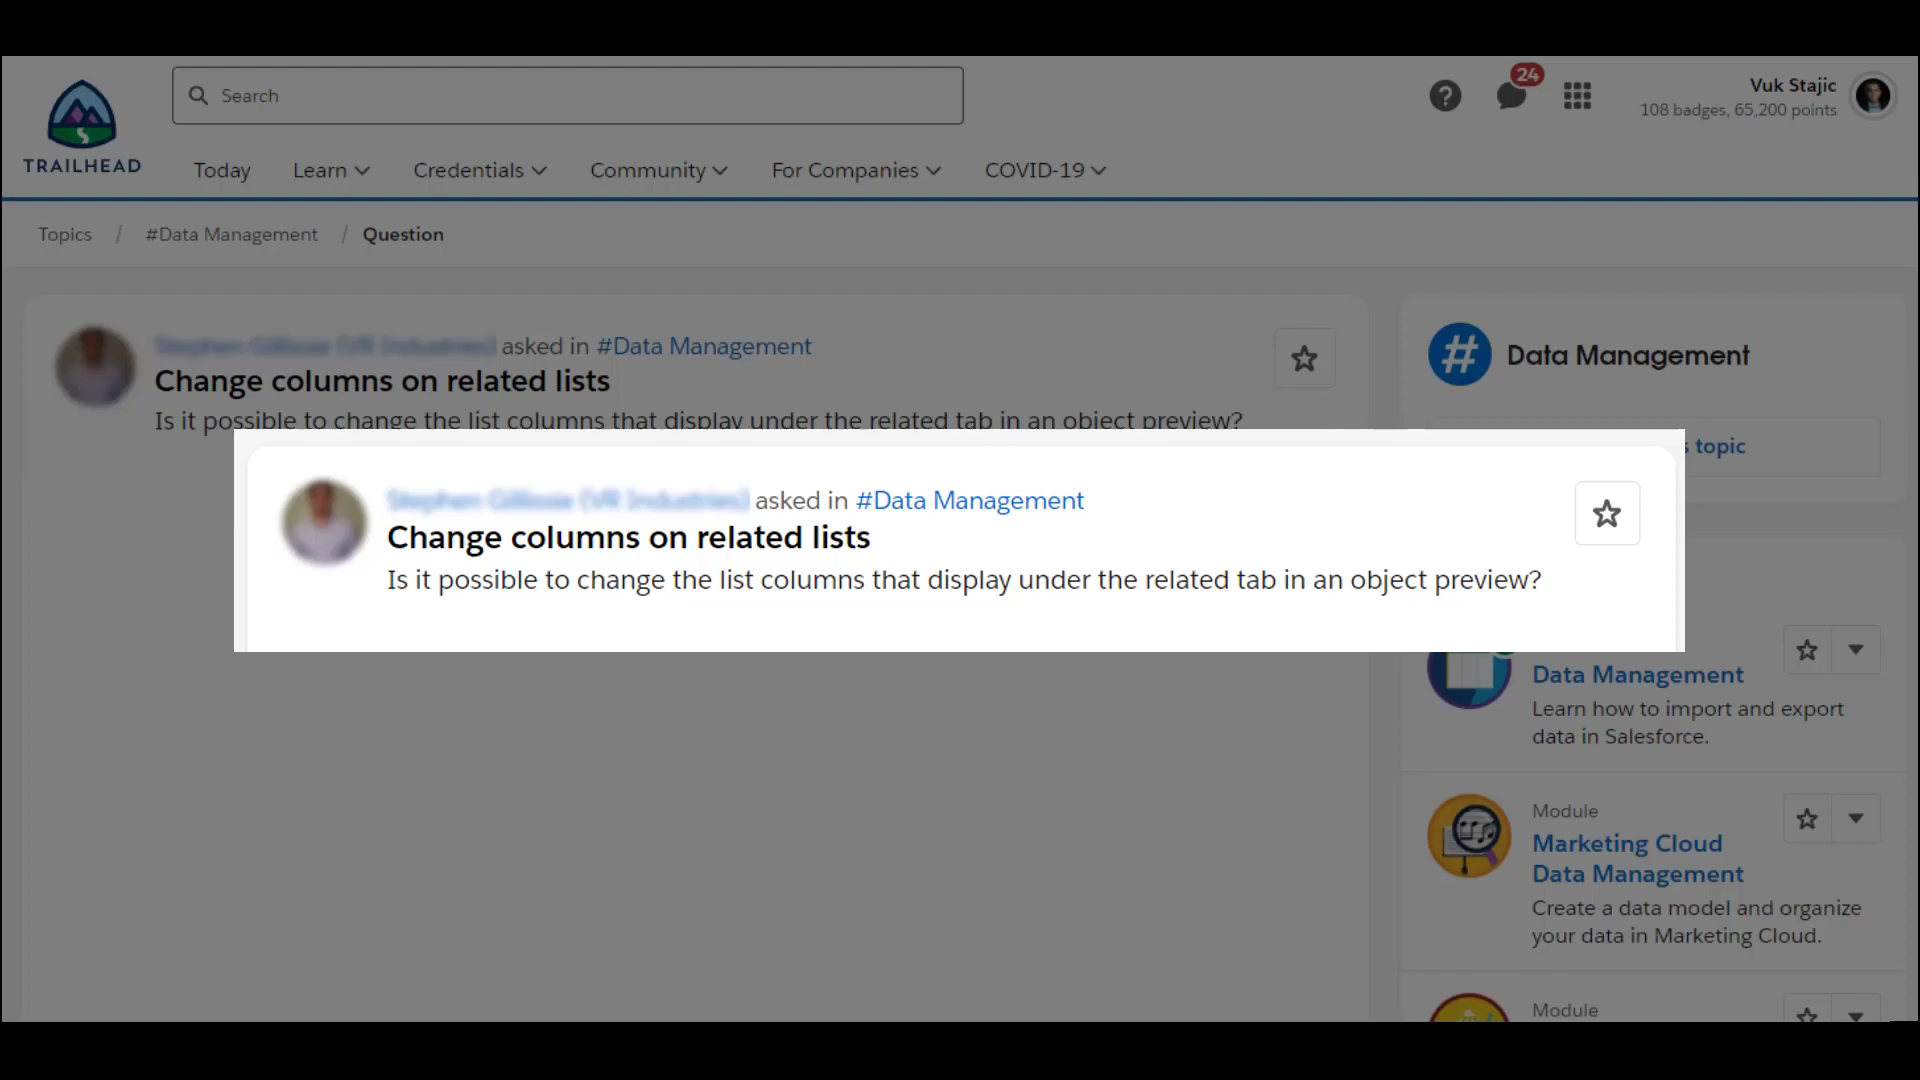 Search
24
Vuk Stajic
108 badges, 65,200 points
TRAILHEAD
Today Learn Credentials Community For Companies COVID-19
Topics / #Data Management / Question
asked in #Data Management
Change columns on related lists
Is it possible to change the list columns that display under the related tab in an object preview?
Data Management
topic
asked in #Data Management
Change columns on related lists
Is it possible to change the list columns that display under the related tab in an object preview?
Data Management
Learn how to import and export
data in Salesforce.
Module
Marketing Cloud
Data Management
Create a data model and organize
your data in Marketing Cloud.
Module